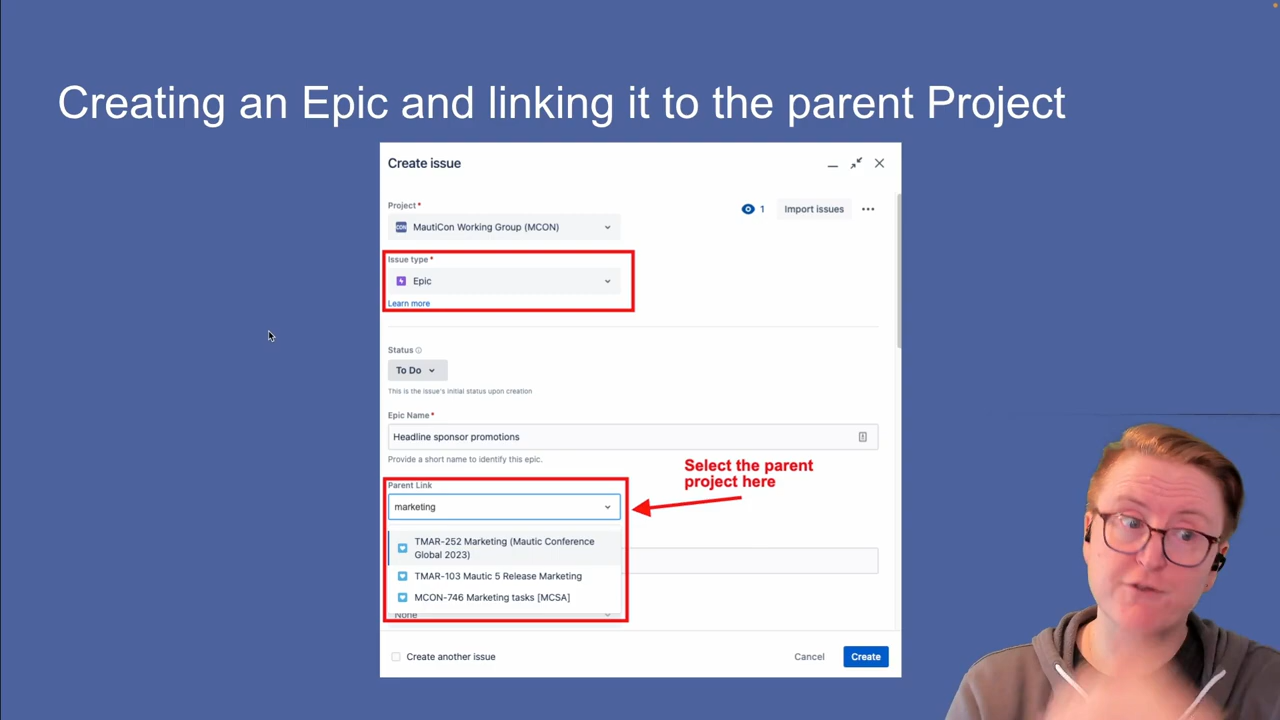 Creating an Epic and linking it to the parent Project
Create issue
Project*
1
Import issues
CON
MautiCon Working Group (MCON)
Issue type*
Epic
Learn more
Status
To Do
This is the issue's initial status upon creation
Epic Name*
Headline sponsor promotions
Provide a short name to identify this epic.
Select the parent
project here
Parent Link
marketing
TMAR-252 Marketing (Mautic Conference
Global 2023)
TMAR-103 Mautic 5 Release Marketing
MCON-746 Marketing tasks [MCSA]
None
Create another issue
Cancel
Create